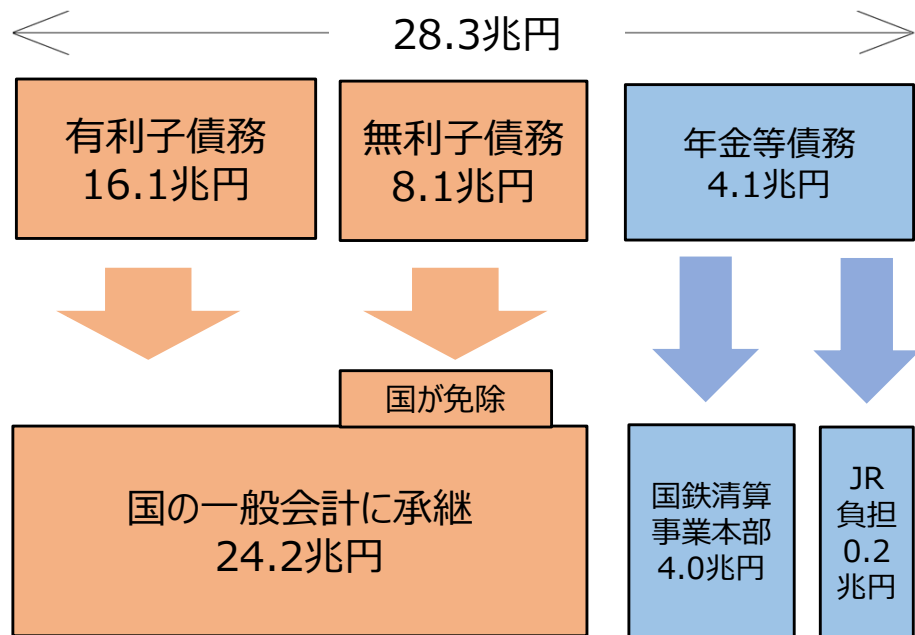 28.3兆円
有利子債務
16.1兆円
無利子債務
8.1兆円
年金等債務
4.1兆円
国が免除
国の一般会計に承継
24.2兆円
国鉄清算
事業本部
4.0兆円
JR
負担
0.2
兆円